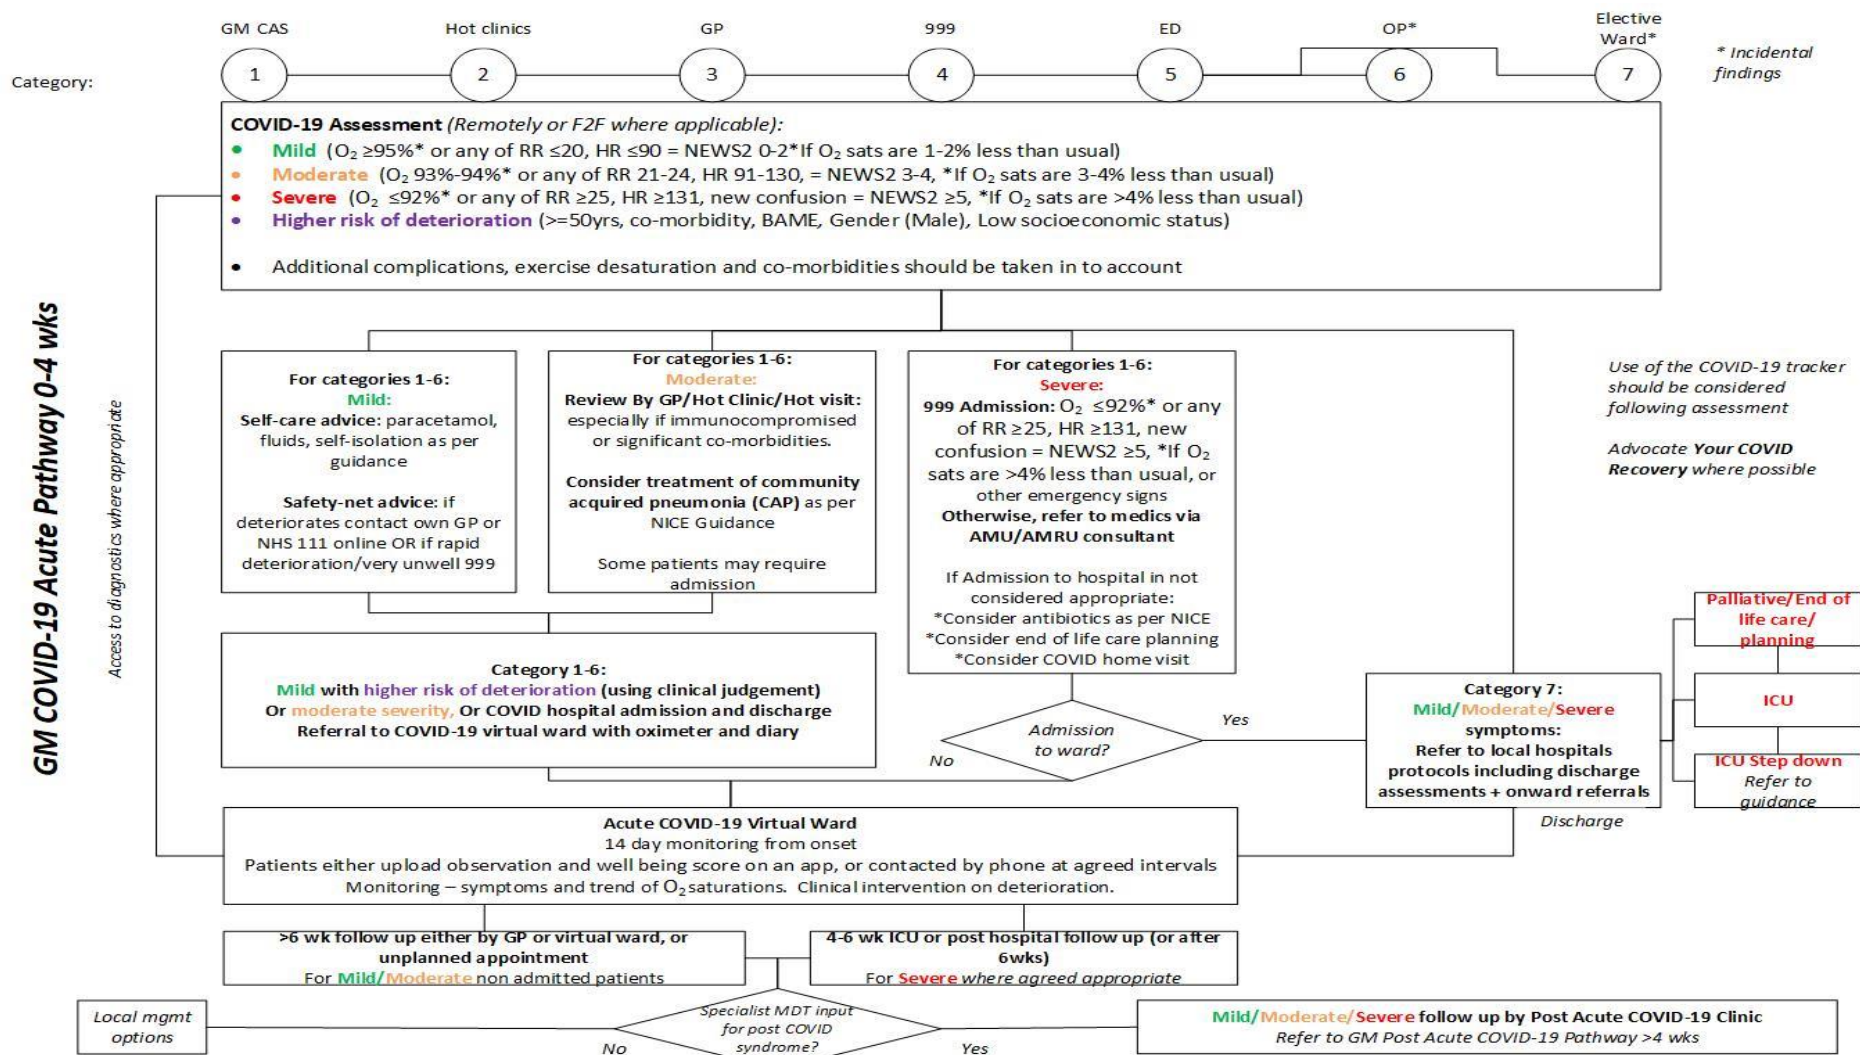 GM CAS
Hot clinics
GP
999
ED
OP*
Elective
Ward*
Category:
1
2
3
4
5
6
7
* Incidental
findings
COVID-19 Assessment (Remotely or F2F where applicable):
• Mild (O₂ ≥95%* or any of RR ≤20, HR ≤90 = NEWS2 0-2*If O₂ sats are 1-2% less than usual)
• Moderate (O₂ 93%-94%* or any of RR 21-24, HR 91-130, = NEWS2 3-4, *If O₂ sats are 3-4% less than usual)
• Severe (O₂ ≤92%* or any of RR ≥25, HR ≥131, new confusion = NEWS2 ≥5, *If O₂ sats are >4% less than usual)
• Higher risk of deterioration (>=50yrs, co-morbidity, BAME, Gender (Male), Low socioeconomic status)
• Additional complications, exercise desaturation and co-morbidities should be taken in to account
GM COVID-19 Acute Pathway 0-4 wks
Access to diagnostics where appropriate
For categories 1-6:
Mild:
Self-care advice: paracetamol,
fluids, self-isolation as per
guidance
Safety-net advice: if
deteriorates contact own GP or
NHS 111 online OR if rapid
deterioration/very unwell 999
For categories 1-6:
Moderate:
Review By GP/Hot Clinic/Hot visit:
especially if immunocompromised
or significant co-morbidities.
Consider treatment of community
acquired pneumonia (CAP) as per
NICE Guidance
Some patients may require
admission
For categories 1-6:
Severe:
999 Admission: O₂ ≤92%* or any
of RR ≥25, HR ≥131, new
confusion = NEWS2 ≥5, *If O₂
sats are >4% less than usual, or
other emergency signs
Otherwise, refer to medics via
AMU/AMRU consultant
If Admission to hospital in not
considered appropriate:
*Consider antibiotics as per NICE
*Consider end of life care planning
*Consider COVID home visit
Use of the COVID-19 tracker
should be considered
following assessment
Advocate Your COVID
Recovery where possible
Category 1-6:
Mild with higher risk of deterioration (using clinical judgement)
Or moderate severity, Or COVID hospital admission and discharge
Referral to COVID-19 virtual ward with oximeter and diary
Admission
to ward?
Yes
No
Category 7:
Mild/Moderate/Severe
symptoms:
Refer to local hospitals
protocols including discharge
assessments + onward referrals
Palliative/End of
life care/
planning
ICU
ICU Step down
Refer to
guidance
Discharge
Acute COVID-19 Virtual Ward
14 day monitoring from onset
Patients either upload observation and well being score on an app, or contacted by phone at agreed intervals
Monitoring – symptoms and trend of O₂ saturations. Clinical intervention on deterioration.
>6 wk follow up either by GP or virtual ward, or
unplanned appointment
For Mild/Moderate non admitted patients
4-6 wk ICU or post hospital follow up (or after
6wks)
For Severe where agreed appropriate
Local mgmt
options
No
Specialist MDT input
for post COVID
syndrome?
Yes
Mild/Moderate/Severe follow up by Post Acute COVID-19 Clinic
Refer to GM Post Acute COVID-19 Pathway >4 wks